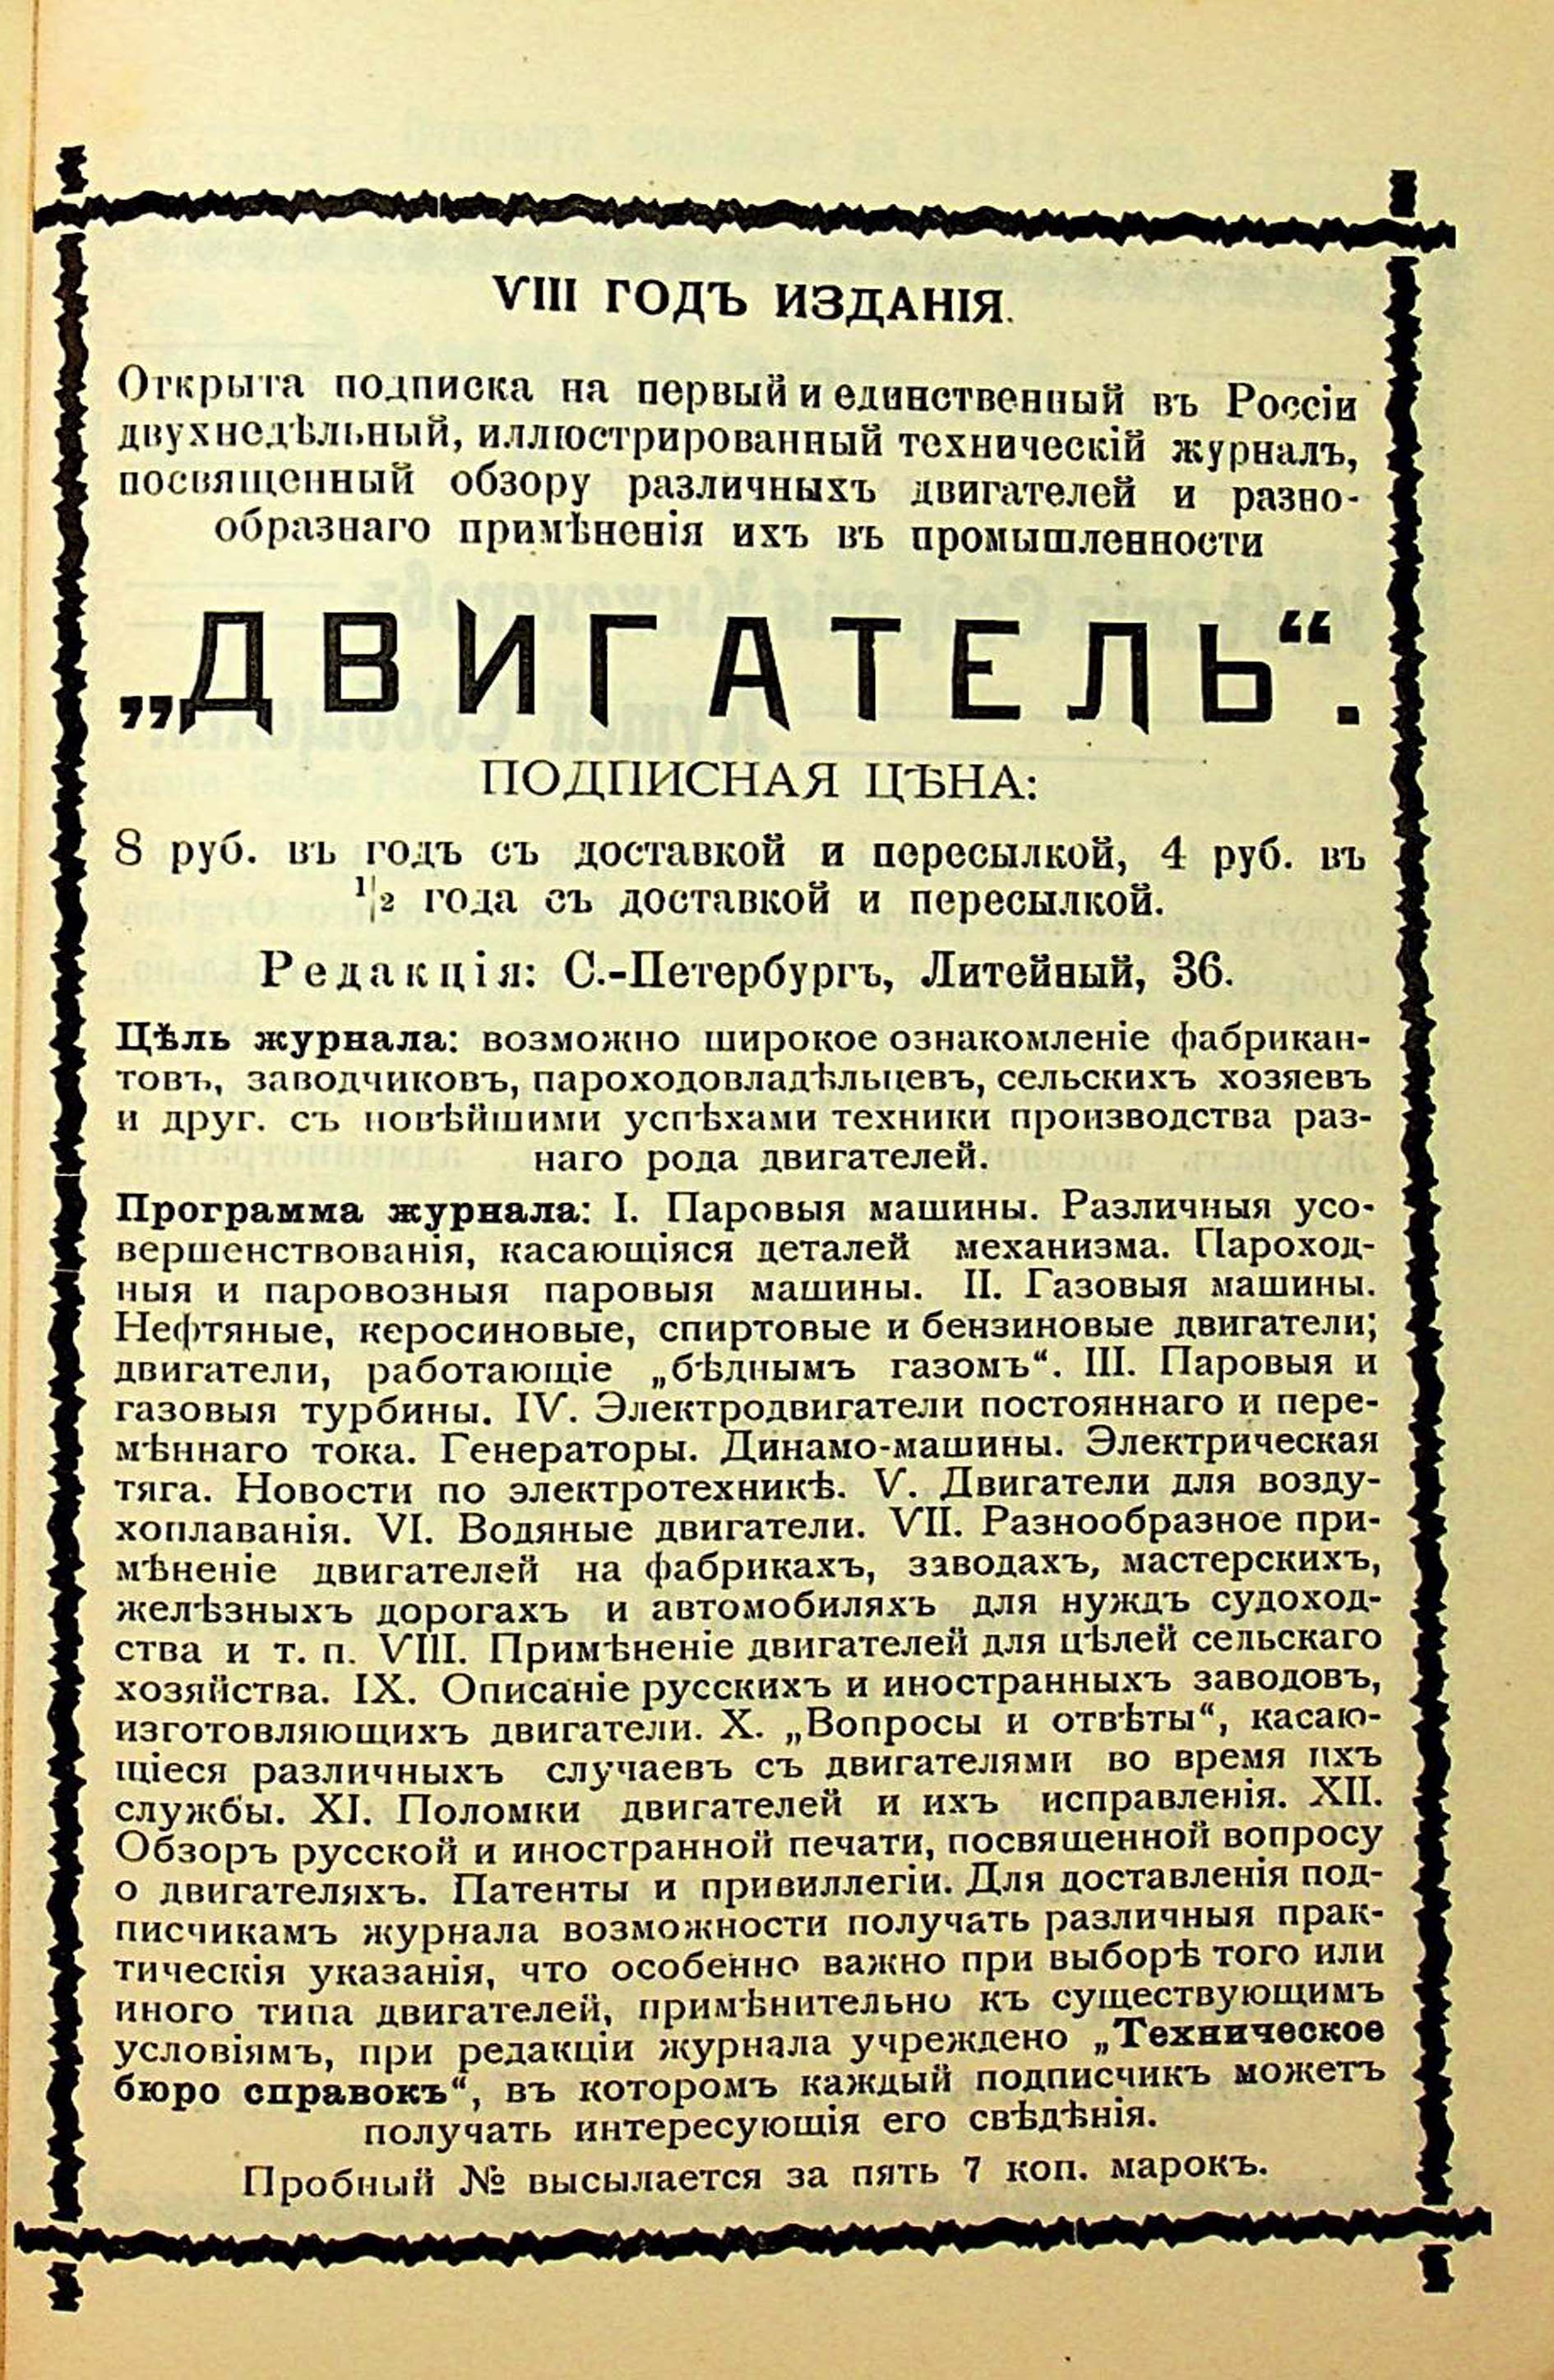 VIII ГОДЪ ИЗДАНІЯ.
Открыта подписка на первый и единственный въ Россіи
двухнедѣльный, иллюстрированный техническій журналъ,
посвященный обзору различныхъ двигателей и разно-
образнаго примѣненія ихъ въ промышленности
„ДВИГАТЕЛЬ“.
ПОДПИСНАЯ ЦѢНА:
8 руб. въ годъ съ доставкой и пересылкой, 4 руб. въ
1/2 года съ доставкой и пересылкой.
Редакція: С.-Петербургъ, Литейный, 36.
Цѣль журнала: возможно широкое ознакомленіе фабрикан-
товъ, заводчиковъ, пароходовладѣльцевъ, сельскихъ хозяевъ
и друг. съ новѣйшими успѣхами техники производства раз-
наго рода двигателей.
Программа журнала: I. Паровыя машины. Различныя усо-
вершенствованія, касающіяся деталей механизма. Пароход-
ныя и паровозныя паровыя машины. II. Газовыя машины.
Нефтяные, керосиновые, спиртовые и бензиновые двигатели;
двигатели, работающіе „бѣднымъ газомъ“. III. Паровыя и
газовыя турбины. IV. Электродвигатели постояннаго и пере-
мѣннаго тока. Генераторы. Динамо-машины. Электрическая
тяга. Новости по электротехникѣ. V. Двигатели для возду-
хоплаванія. VI. Водяные двигатели. VII. Разнообразное при-
мѣненіе двигателей на фабрикахъ, заводахъ, мастерскихъ,
желѣзныхъ дорогахъ и автомобиляхъ для нуждъ судоход-
ства и т. п. VIII. Примѣненіе двигателей для цѣлей сельскаго
хозяйства. IX. Описаніе русскихъ и иностранныхъ заводовъ,
изготовляющихъ двигатели. X. „Вопросы и отвѣты“, касаю-
щіеся различныхъ случаевъ съ двигателями во время ихъ
службы. XI. Поломки двигателей и ихъ исправленія. XII.
Обзоръ русской и иностранной печати, посвященной вопросу
о двигателяхъ. Патенты и привиллегіи. Для доставленія под-
писчикамъ журнала возможности получать различныя прак-
тическія указанія, что особенно важно при выборѣ того или
иного типа двигателей, примѣнительно къ существующимъ
условіямъ, при редакціи журнала учреждено „Техническое
бюро справокъ“, въ которомъ каждый подписчикъ можетъ
получать интересующія его свѣдѣнія.
Пробный № высылается за пять 7 коп. марокъ.